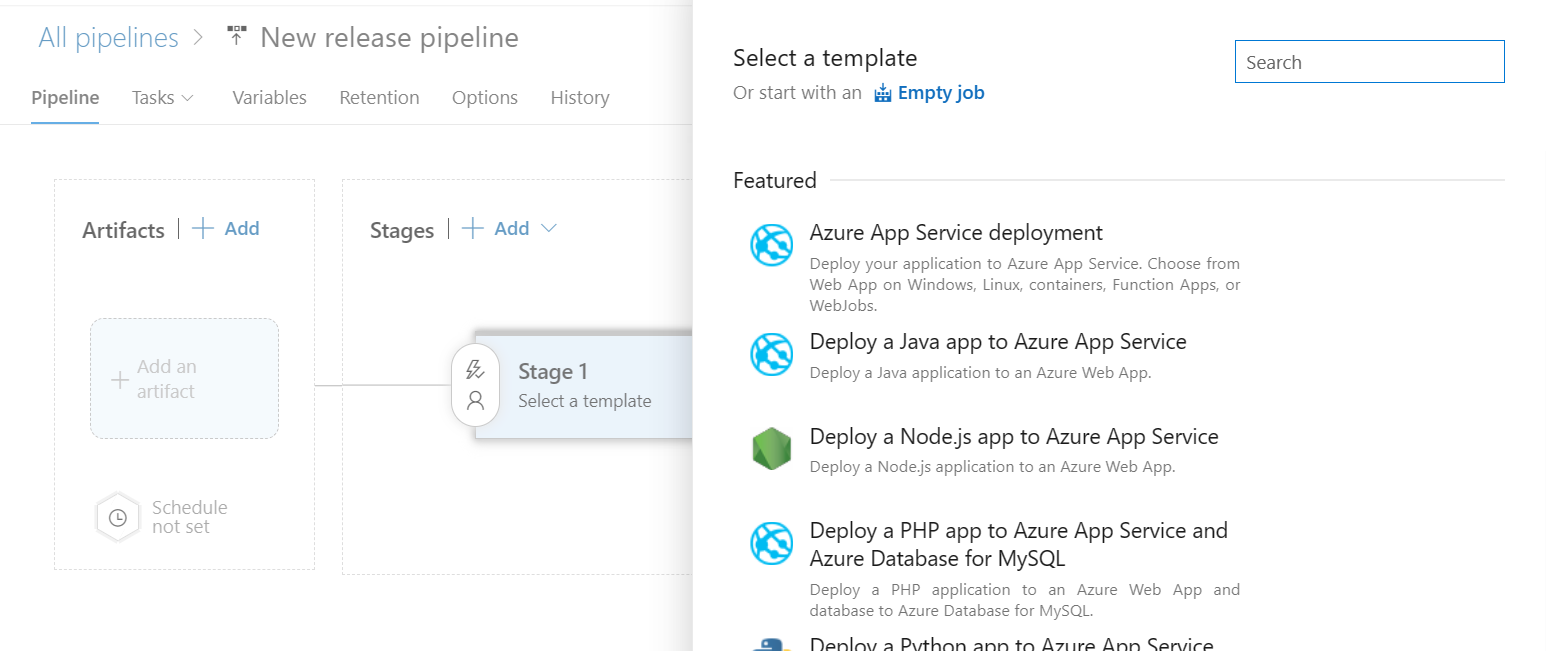 All pipelines
New release pipeline
Pipeline
Tasks
Variables
Retention
Options
History
Artifacts
Add
Add an
artifact
Schedule
not set
Stages
Add
Stage 1
Select a template
Select a template
Or start with an Empty job
Search
Featured
Azure App Service deployment
Deploy your application to Azure App Service. Choose from
Web App on Windows, Linux, containers, Function Apps, or
WebJobs.
Deploy a Java app to Azure App Service
Deploy a Java application to an Azure Web App.
Deploy a Node.js app to Azure App Service
Deploy a Node.js application to an Azure Web App.
Deploy a PHP app to Azure App Service and
Azure Database for MySQL
Deploy a PHP application to an Azure Web App and
database to Azure Database for MySQL.
Deploy a Python app to Azure App Service